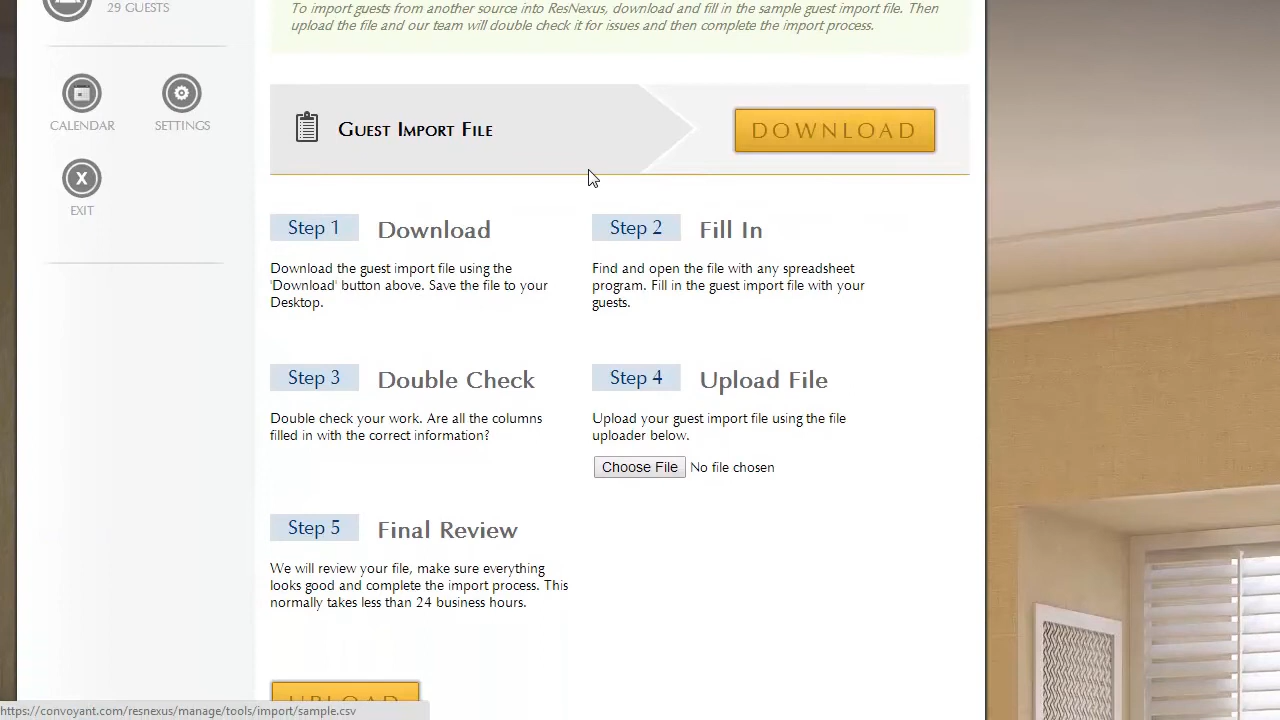 29 GUESTS
To import guests from another source into ResNexus, download and fill in the sample guest import file. Then
upload the file and our team will double check it for issues and then complete the import process.
CALENDAR
SETTINGS
X
EXIT
Guest Import File
DOWNLOAD
Step 1 Download
Download the guest import file using the
'Download' button above. Save the file to your
Desktop.
Step 2 Fill In
Find and open the file with any spreadsheet
program. Fill in the guest import file with your
guests.
Step 3 Double Check
Double check your work. Are all the columns
filled in with the correct information?
Step 4 Upload File
Upload your guest import file using the file
uploader below.
Choose File No file chosen
Step 5 Final Review
We will review your file, make sure everything
looks good and complete the import process. This
normally takes less than 24 business hours.
UPLOAD
https://convoyant.com/resnexus/manage/tools/import/sample.csv